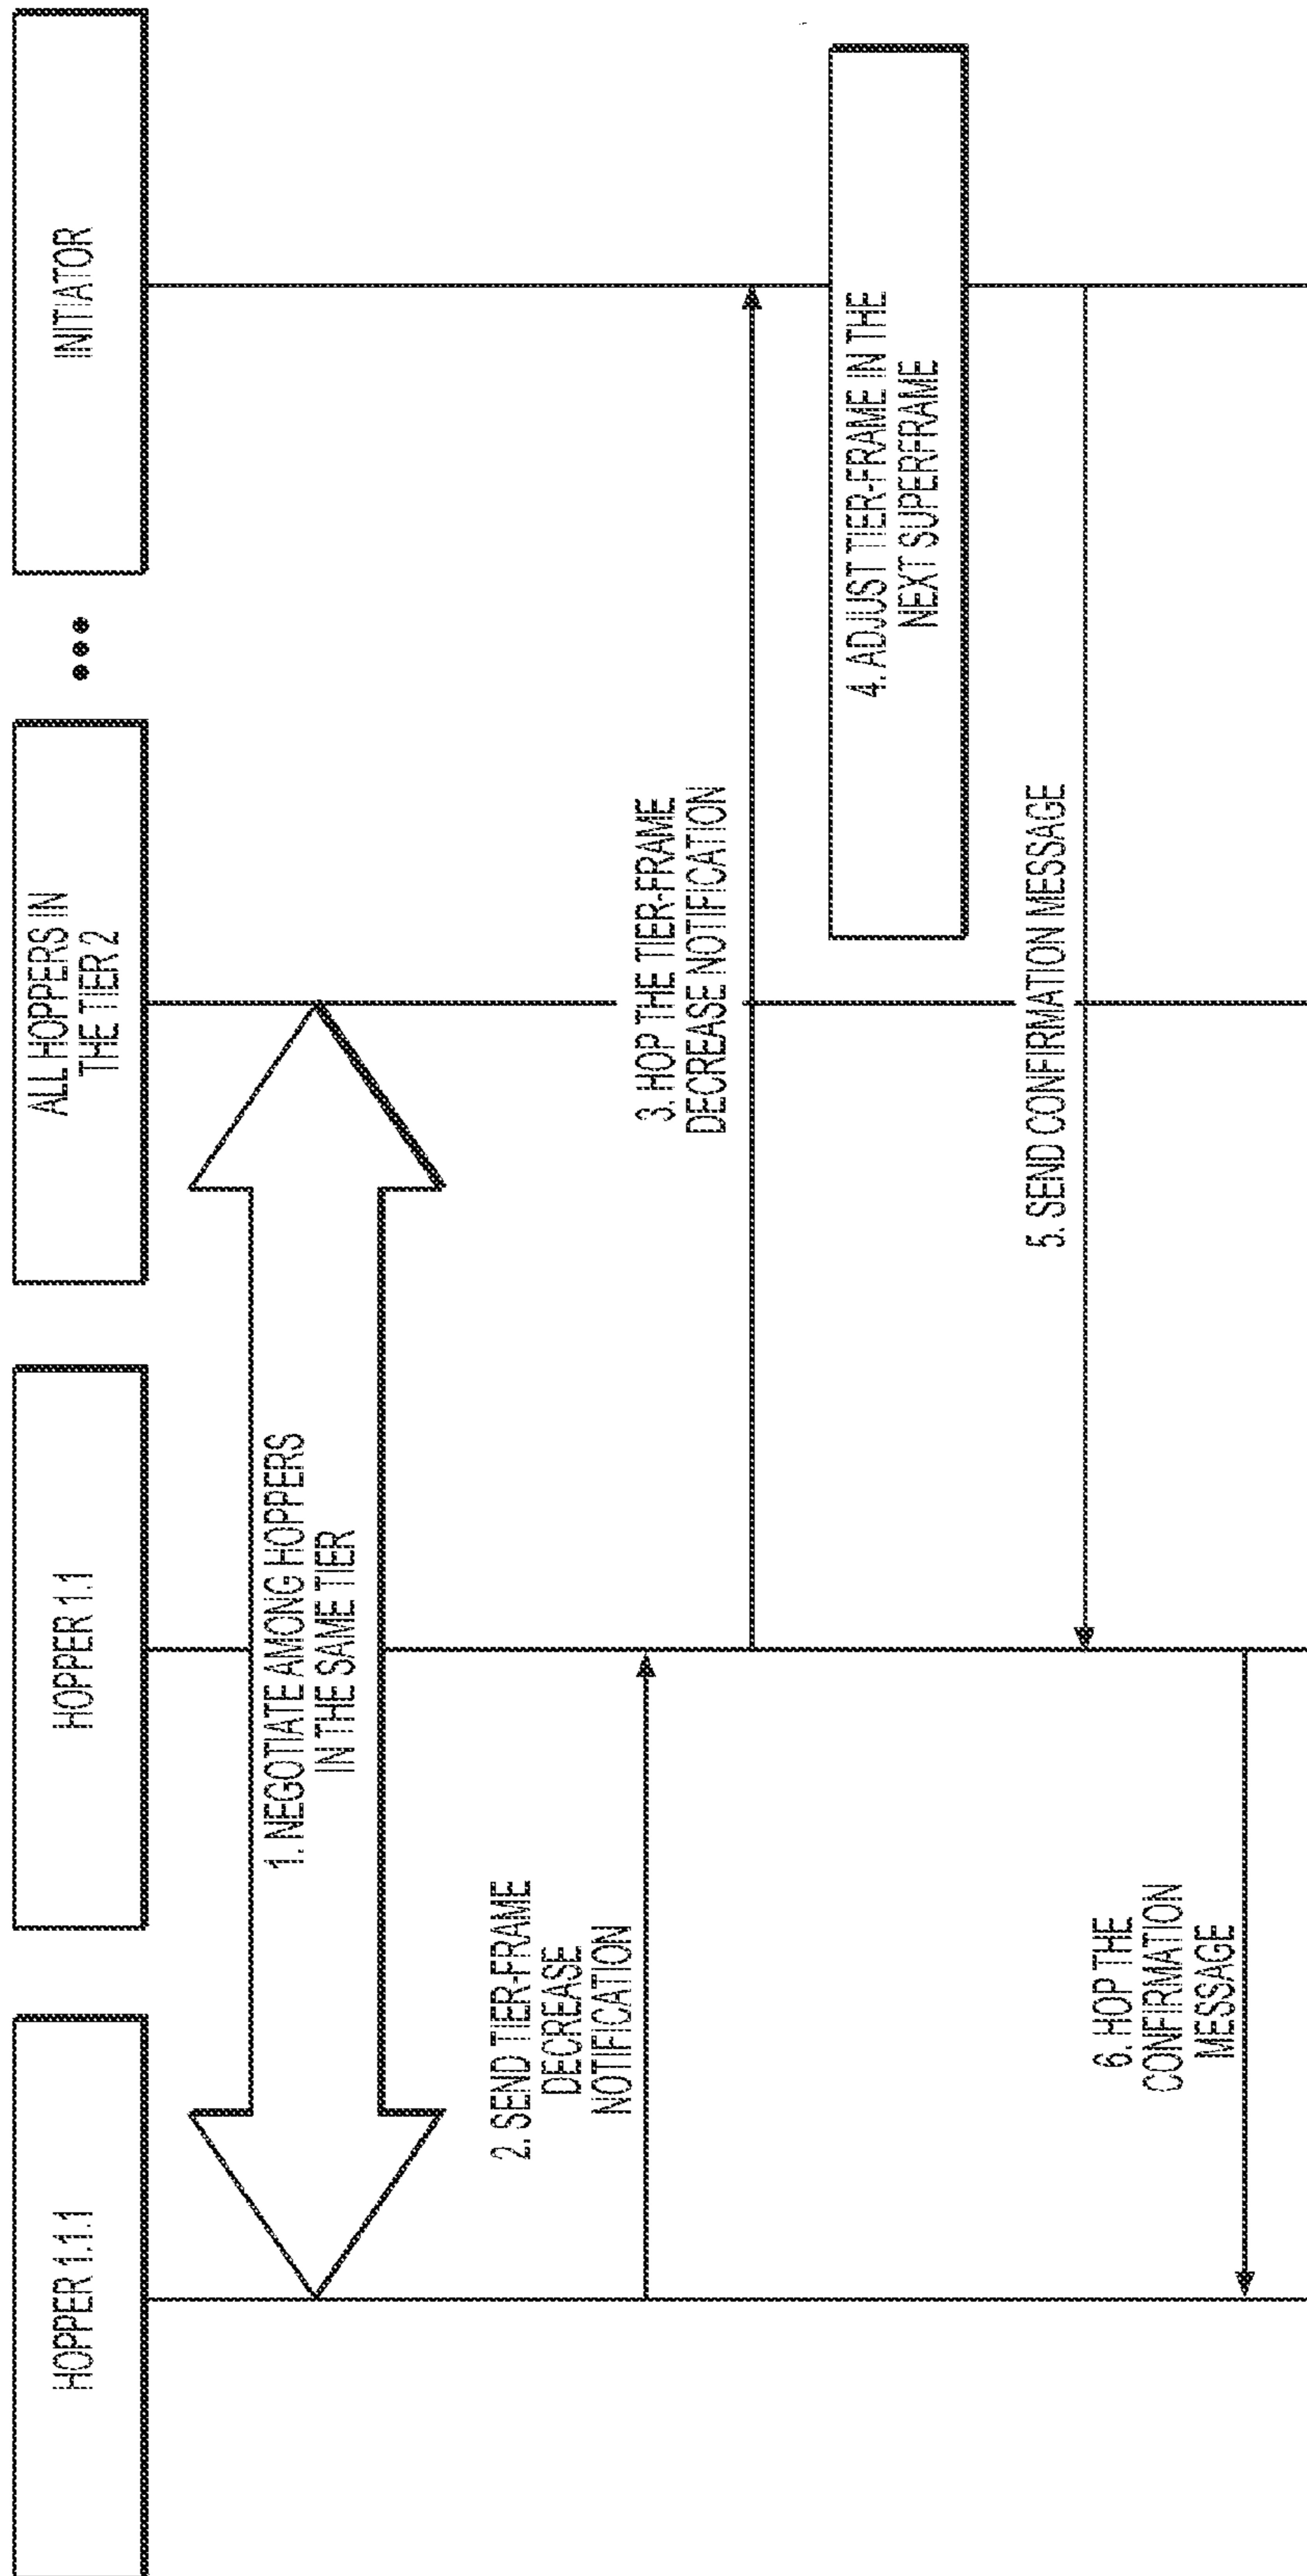 HOPPER 1.1.1
HOPPER 1.1
ALL HOPPERS IN
THE TIER 2
INITIATOR
1. NEGOTIATE AMONG HOPPERS
IN THE SAME TIER
2. SEND TIER-FRAME
DECREASE
NOTIFICATION
3. HOP THE TIER-FRAME
DECREASE NOTIFICATION
4. ADJUST TIER-FRAME IN THE
NEXT SUPERFRAME
5. SEND CONFIRMATION MESSAGE
6. HOP THE
CONFIRMATION
MESSAGE